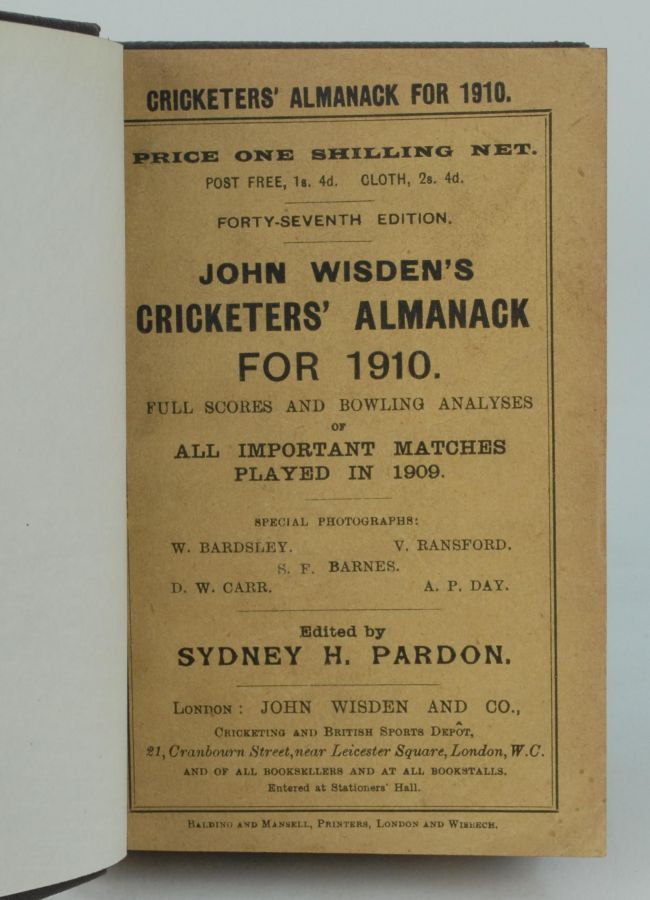 CRICKETERS' ALMANACK FOR 1910.
PRICE ONE SHILLING NET.
POST FREE, 1s. 4d. CLOTH, 2s. 4d.
FORTY-SEVENTH EDITION.
JOHN WISDEN'S
CRICKETERS' ALMANACK
FOR 1910.
FULL SCORES AND BOWLING ANALYSES
OF
ALL IMPORTANT MATCHES
PLAYED IN 1909.
SPECIAL PHOTOGRAPHS:
W. BARDSLEY. V. RANSFORD.
S. F. BARNES.
D. W. CARR. A. P. DAY.
Edited by
SYDNEY H. PARDON.
LONDON: JOHN WISDEN AND CO.,
CRICKETING AND BRITISH SPORTS DEPÔT,
21, Cranbourn Street, near Leicester Square, London, W.C.
AND OF ALL BOOKSELLERS AND AT ALL BOOKSTALLS.
Entered at Stationers' Hall.
BALDING AND MANSELL, PRINTERS, LONDON AND WISBECH.